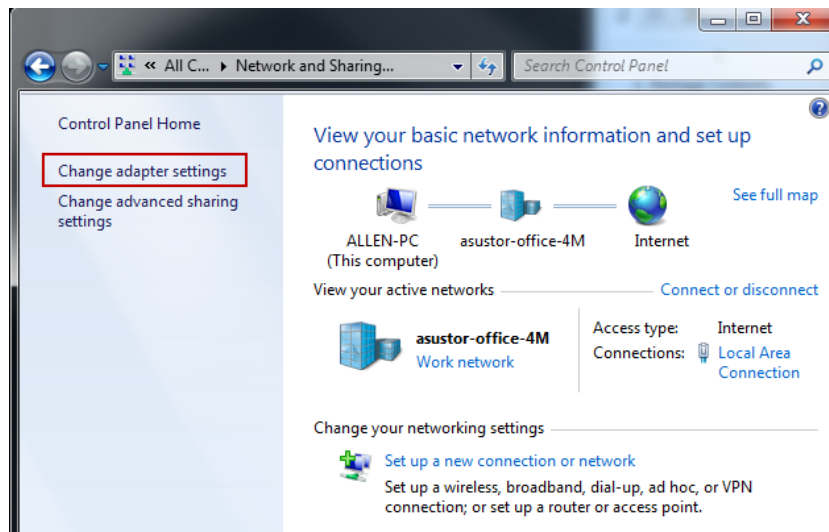 « All C... ▸ Network and Sharing...
Search Control Panel
Control Panel Home
Change adapter settings
Change advanced sharing
settings
View your basic network information and set up
connections
See full map
ALLEN-PC
(This computer)
asustor-office-4M
Internet
View your active networks
Connect or disconnect
asustor-office-4M
Work network
Access type: Internet
Connections: Local Area
Connection
Change your networking settings
Set up a new connection or network
Set up a wireless, broadband, dial-up, ad hoc, or VPN
connection; or set up a router or access point.